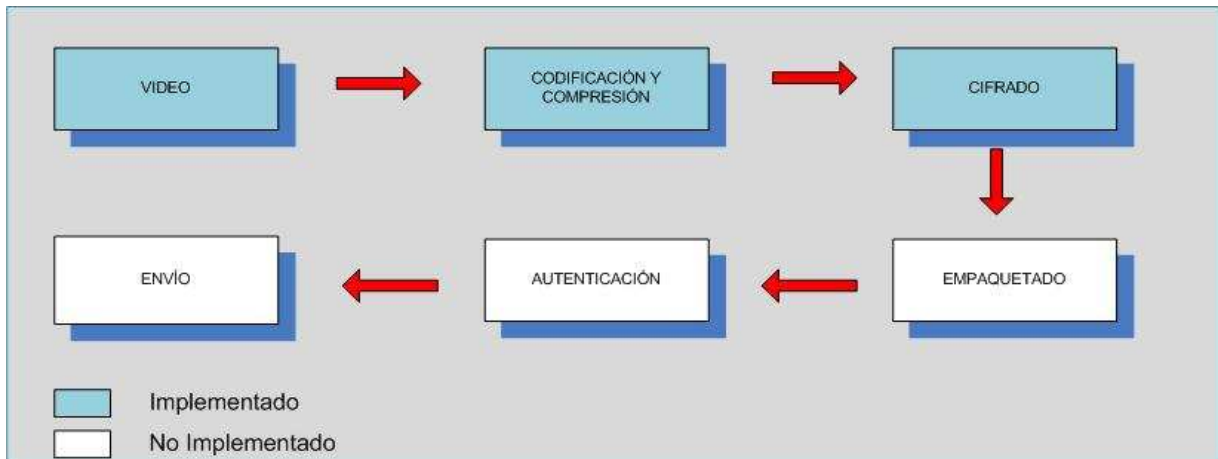 VIDEO
CODIFICACIÓN Y
COMPRESIÓN
CIFRADO
ENVÍO
AUTENTICACIÓN
EMPAQUETADO
Implementado
No Implementado